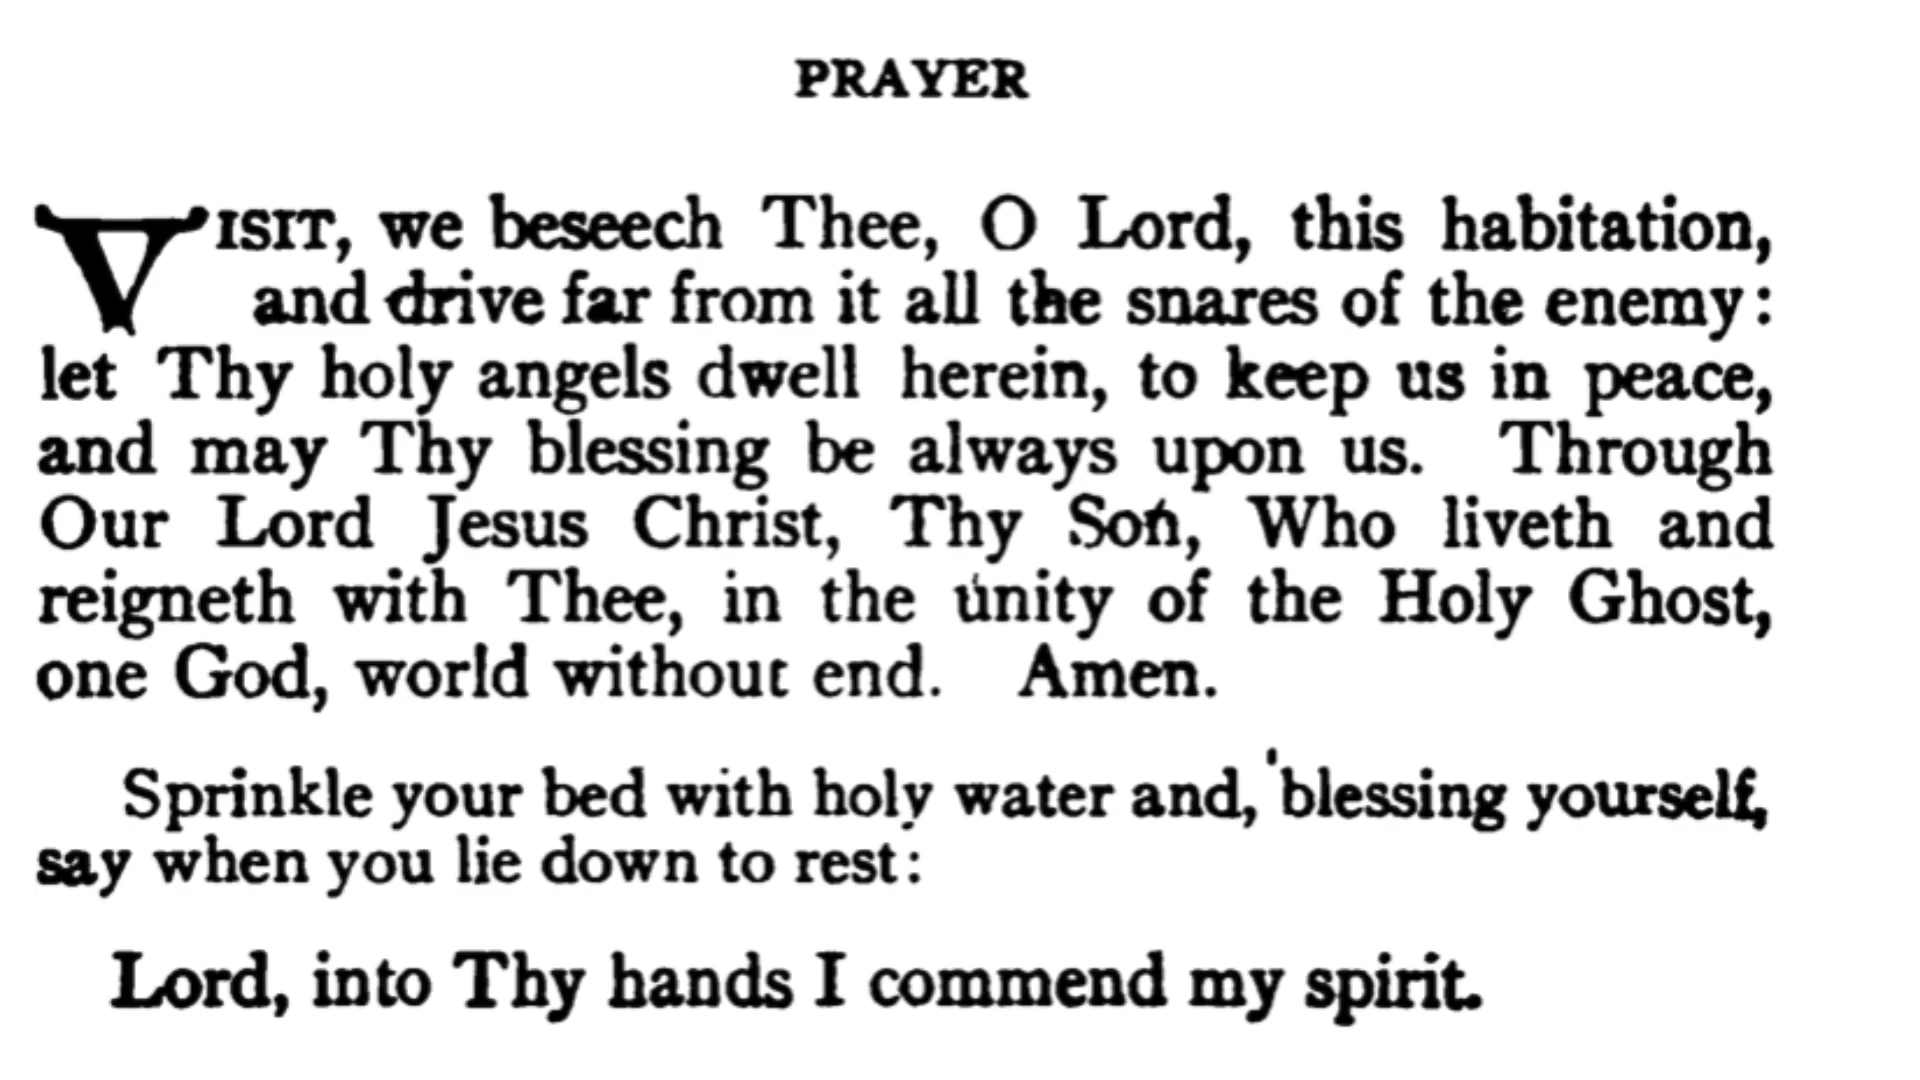 PRAYER
VISIT, we beseech Thee, O Lord, this habitation,
and drive far from it all the snares of the enemy:
let Thy holy angels dwell herein, to keep us in peace,
and may Thy blessing be always upon us. Through
Our Lord Jesus Christ, Thy Son, Who liveth and
reigneth with Thee, in the unity of the Holy Ghost,
one God, world without end. Amen.
Sprinkle your bed with holy water and, blessing yourself,
say when you lie down to rest:
Lord, into Thy hands I commend my spirit.